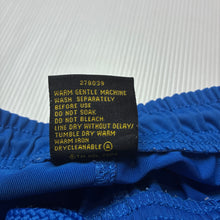 379039
WARM GENTLE MACHINE
WASH SEPARATELY
BEFORE USE
DO NOT SOAK
DO NOT BLEACH
LINE DRY WITHOUT DELAY/
TUMBLE DRY WARM
WARM IRON
DRYCLEANABLE Ⓐ